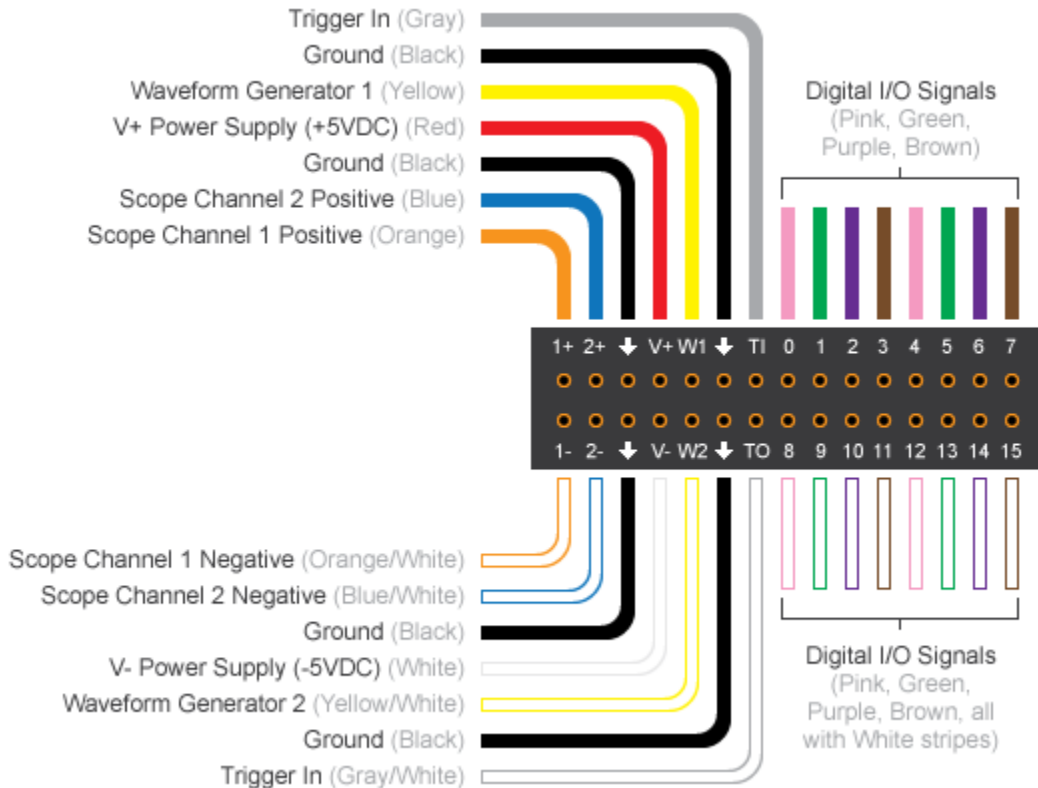 Trigger In (Gray)
Ground (Black)
Waveform Generator 1 (Yellow)
V+ Power Supply (+5VDC) (Red)
Ground (Black)
Scope Channel 2 Positive (Blue)
Scope Channel 1 Positive (Orange)
Digital I/O Signals
(Pink, Green,
Purple, Brown)
1+ 2+ ↓ V+ W1 ↓ TI 0 1 2 3 4 5 6 7
1- 2- ↓ V- W2 ↓ TO 8 9 10 11 12 13 14 15
Scope Channel 1 Negative (Orange/White)
Scope Channel 2 Negative (Blue/White)
Ground (Black)
V- Power Supply (-5VDC) (White)
Waveform Generator 2 (Yellow/White)
Ground (Black)
Trigger In (Gray/White)
Digital I/O Signals
(Pink, Green,
Purple, Brown, all
with White stripes)